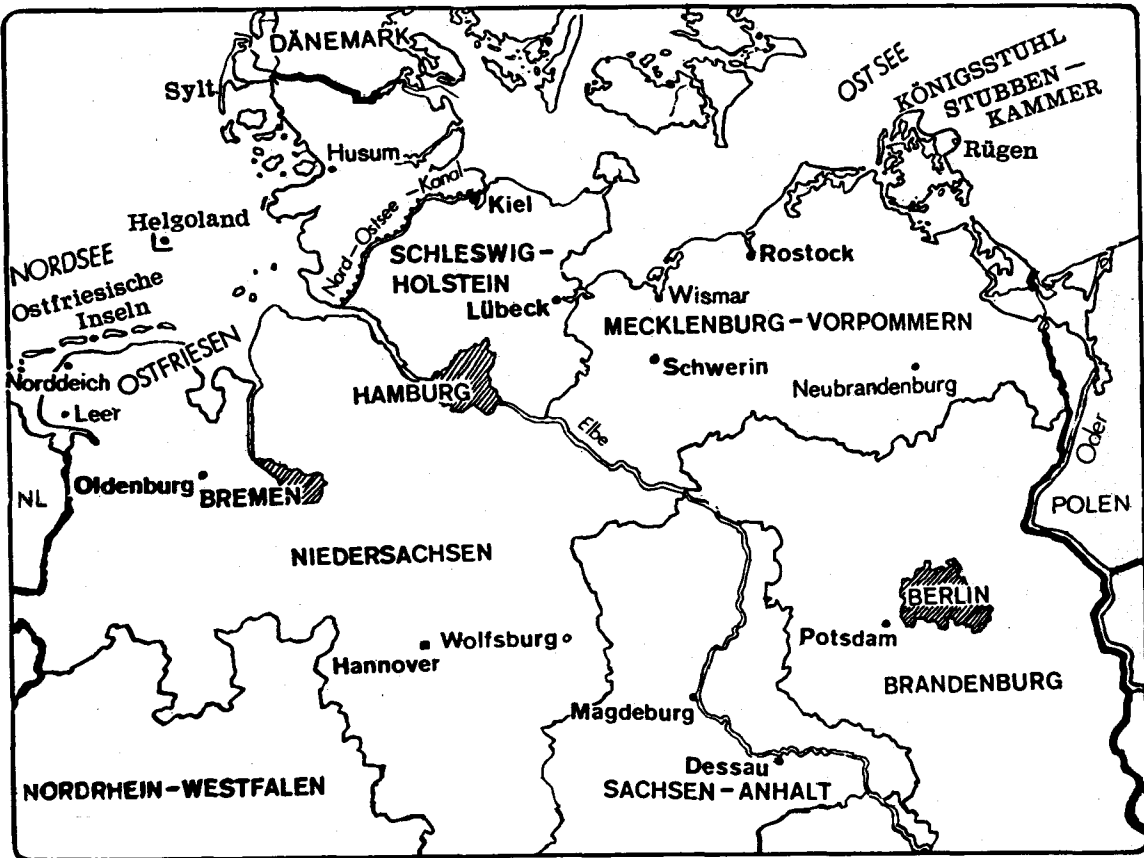 DÄNEMARK
Sylt
OSTSEE
KÖNIGSSTUHL
STUBBEN–
KAMMER
Rügen
Husum
Nord-Ostsee-Kanal
Kiel
Helgoland
NORDSEE
Ostfriesische
Inseln
SCHLESWIG–
HOLSTEIN
Rostock
Lübeck
Wismar
MECKLENBURG–VORPOMMERN
OSTFRIESEN
Norddeich
Leer
HAMBURG
Schwerin
Neubrandenburg
Elbe
Oder
NL
Oldenburg
BREMEN
POLEN
NIEDERSACHSEN
BERLIN
Potsdam
Wolfsburg
Hannover
BRANDENBURG
Magdeburg
Dessau
SACHSEN–ANHALT
NORDRHEIN–WESTFALEN